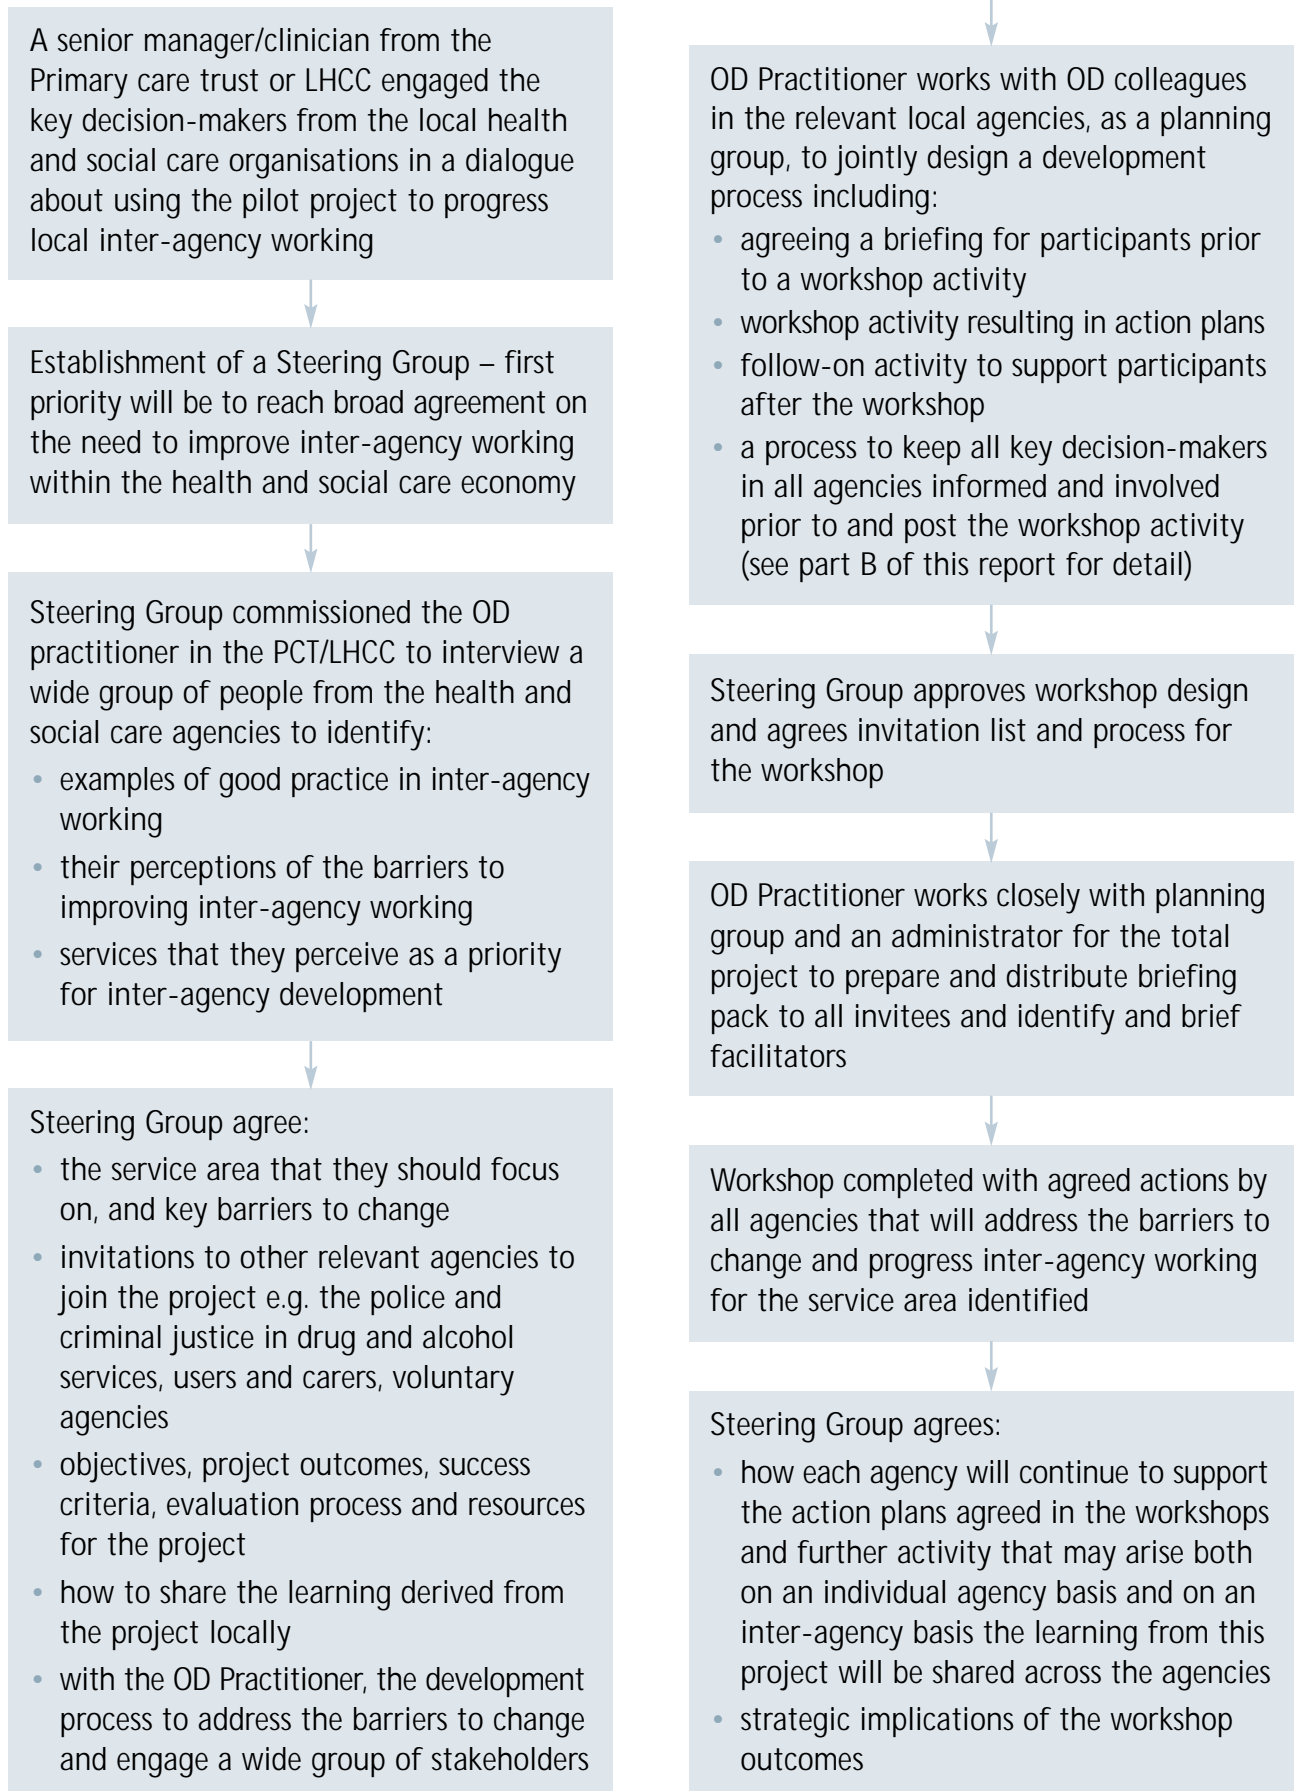 A senior manager/clinician from the
Primary care trust or LHCC engaged the
key decision-makers from the local health
and social care organisations in a dialogue
about using the pilot project to progress
local inter-agency working
Establishment of a Steering Group – first
priority will be to reach broad agreement on
the need to improve inter-agency working
within the health and social care economy
Steering Group commissioned the OD
practitioner in the PCT/LHCC to interview a
wide group of people from the health and
social care agencies to identify:
• examples of good practice in inter-agency
working
• their perceptions of the barriers to
improving inter-agency working
• services that they perceive as a priority
for inter-agency development
Steering Group agree:
• the service area that they should focus
on, and key barriers to change
• invitations to other relevant agencies to
join the project e.g. the police and
criminal justice in drug and alcohol
services, users and carers, voluntary
agencies
• objectives, project outcomes, success
criteria, evaluation process and resources
for the project
• how to share the learning derived from
the project locally
• with the OD Practitioner, the development
process to address the barriers to change
and engage a wide group of stakeholders
OD Practitioner works with OD colleagues
in the relevant local agencies, as a planning
group, to jointly design a development
process including:
• agreeing a briefing for participants prior
to a workshop activity
• workshop activity resulting in action plans
• follow-on activity to support participants
after the workshop
• a process to keep all key decision-makers
in all agencies informed and involved
prior to and post the workshop activity
(see part B of this report for detail)
Steering Group approves workshop design
and agrees invitation list and process for
the workshop
OD Practitioner works closely with planning
group and an administrator for the total
project to prepare and distribute briefing
pack to all invitees and identify and brief
facilitators
Workshop completed with agreed actions by
all agencies that will address the barriers to
change and progress inter-agency working
for the service area identified
Steering Group agrees:
• how each agency will continue to support
the action plans agreed in the workshops
and further activity that may arise both
on an individual agency basis and on an
inter-agency basis the learning from this
project will be shared across the agencies
• strategic implications of the workshop
outcomes